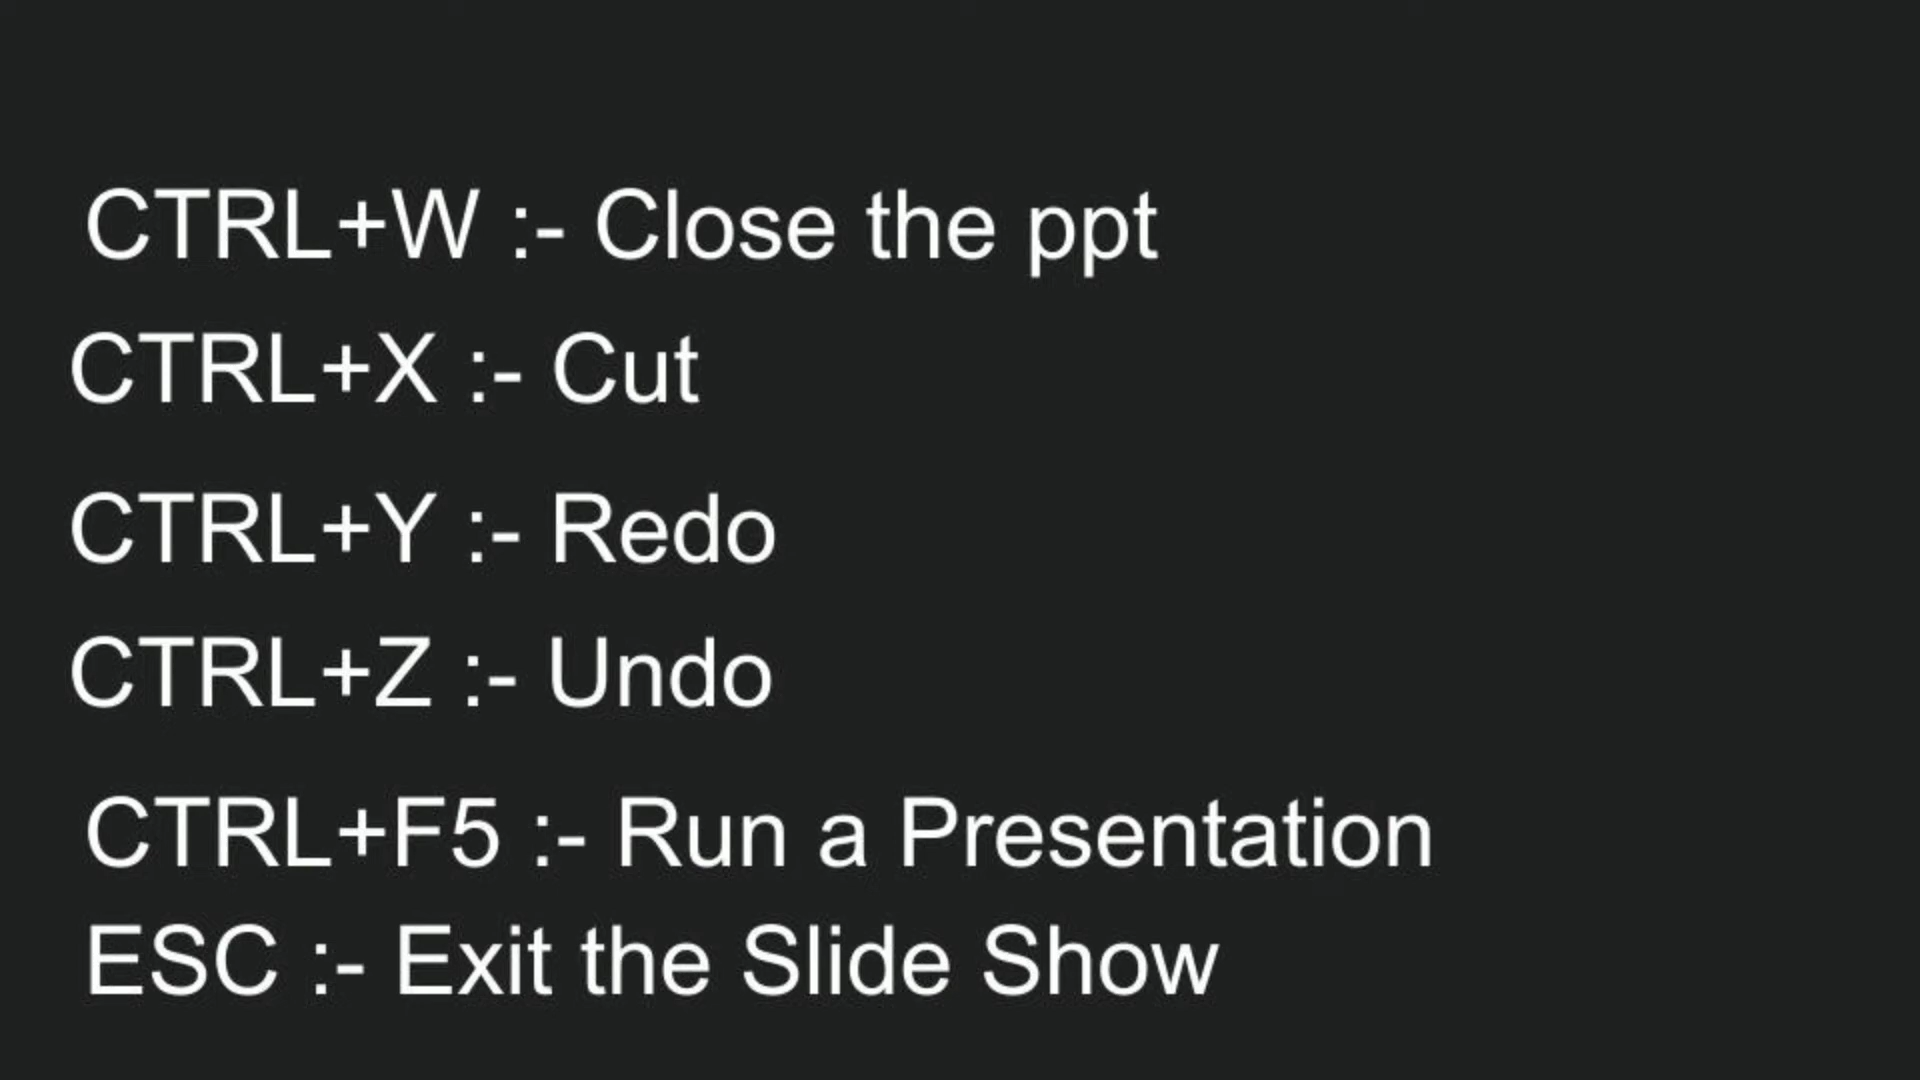 CTRL+W :- Close the ppt
CTRL+X :- Cut
CTRL+Y :- Redo
CTRL+Z :- Undo
CTRL+F5 :- Run a Presentation
ESC :- Exit the Slide Show